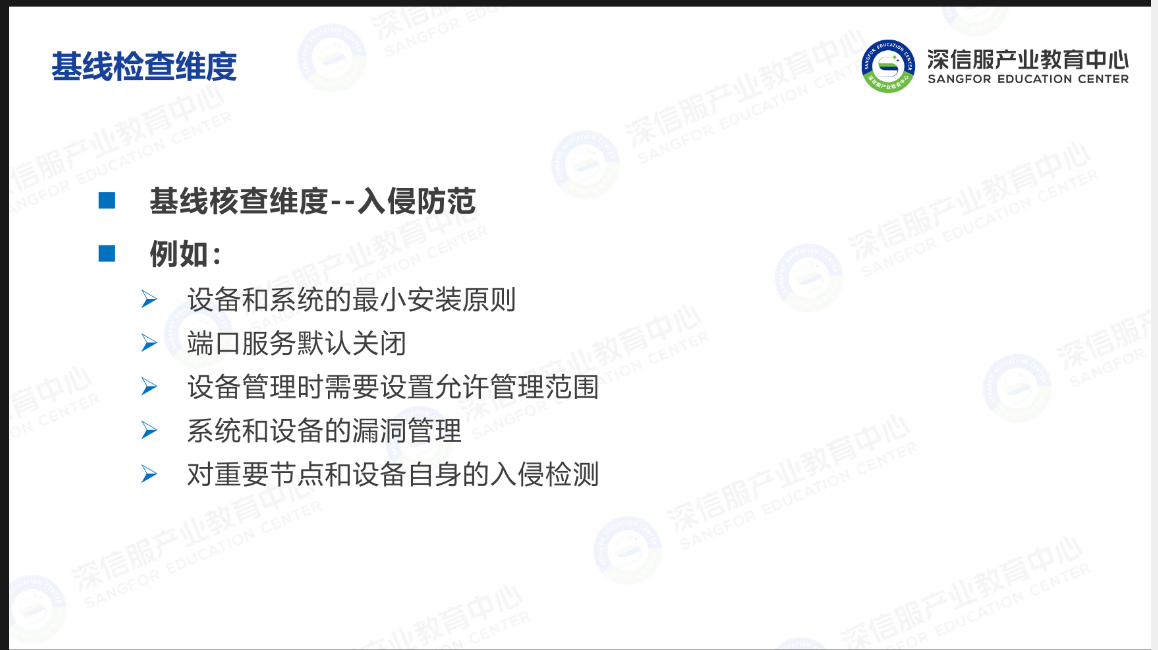 基线检查维度
深信服产业教育中心
SANGFOR EDUCATION CENTER
基线核查维度--入侵防范
例如：
设备和系统的最小安装原则
端口服务默认关闭
设备管理时需要设置允许管理范围
系统和设备的漏洞管理
对重要节点和设备自身的入侵检测